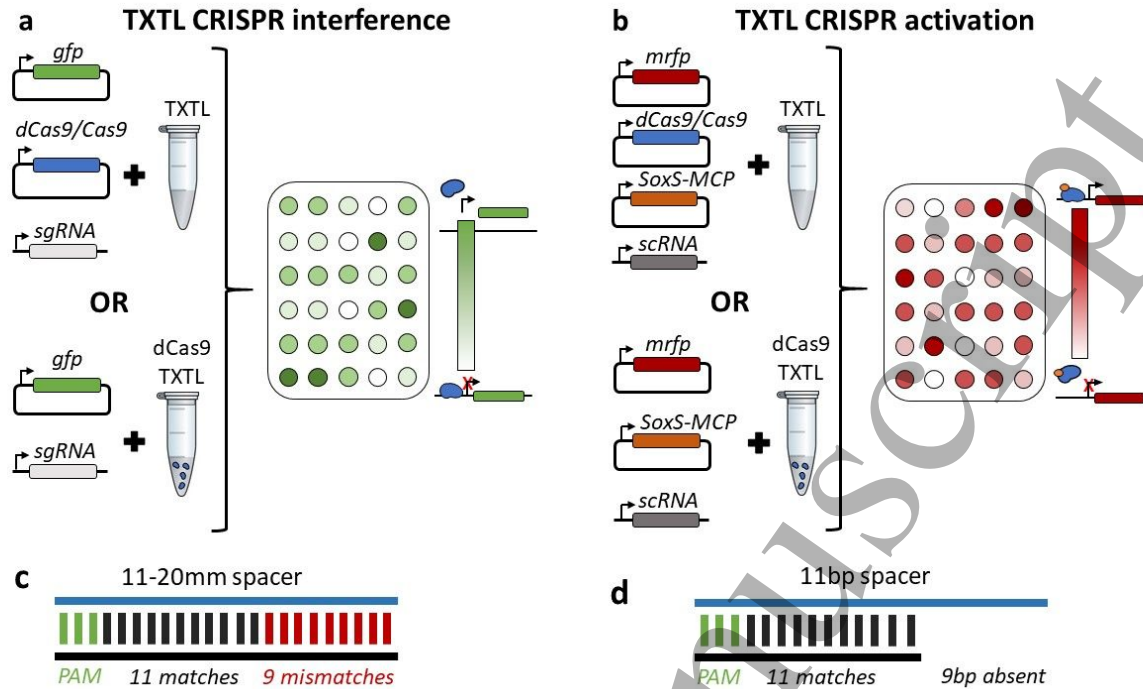 a
TXTL CRISPR interference
gfp
dCas9/Cas9
TXTL
sgRNA
OR
gfp
dCas9
TXTL
sgRNA
X
b
TXTL CRISPR activation
mrfp
dCas9/Cas9
TXTL
SoxS-MCP
scRNA
OR
mrfp
dCas9
TXTL
SoxS-MCP
scRNA
X
c
11-20mm spacer
PAM 11 matches 9 mismatches
d
11bp spacer
PAM 11 matches 9bp absent
nuscript